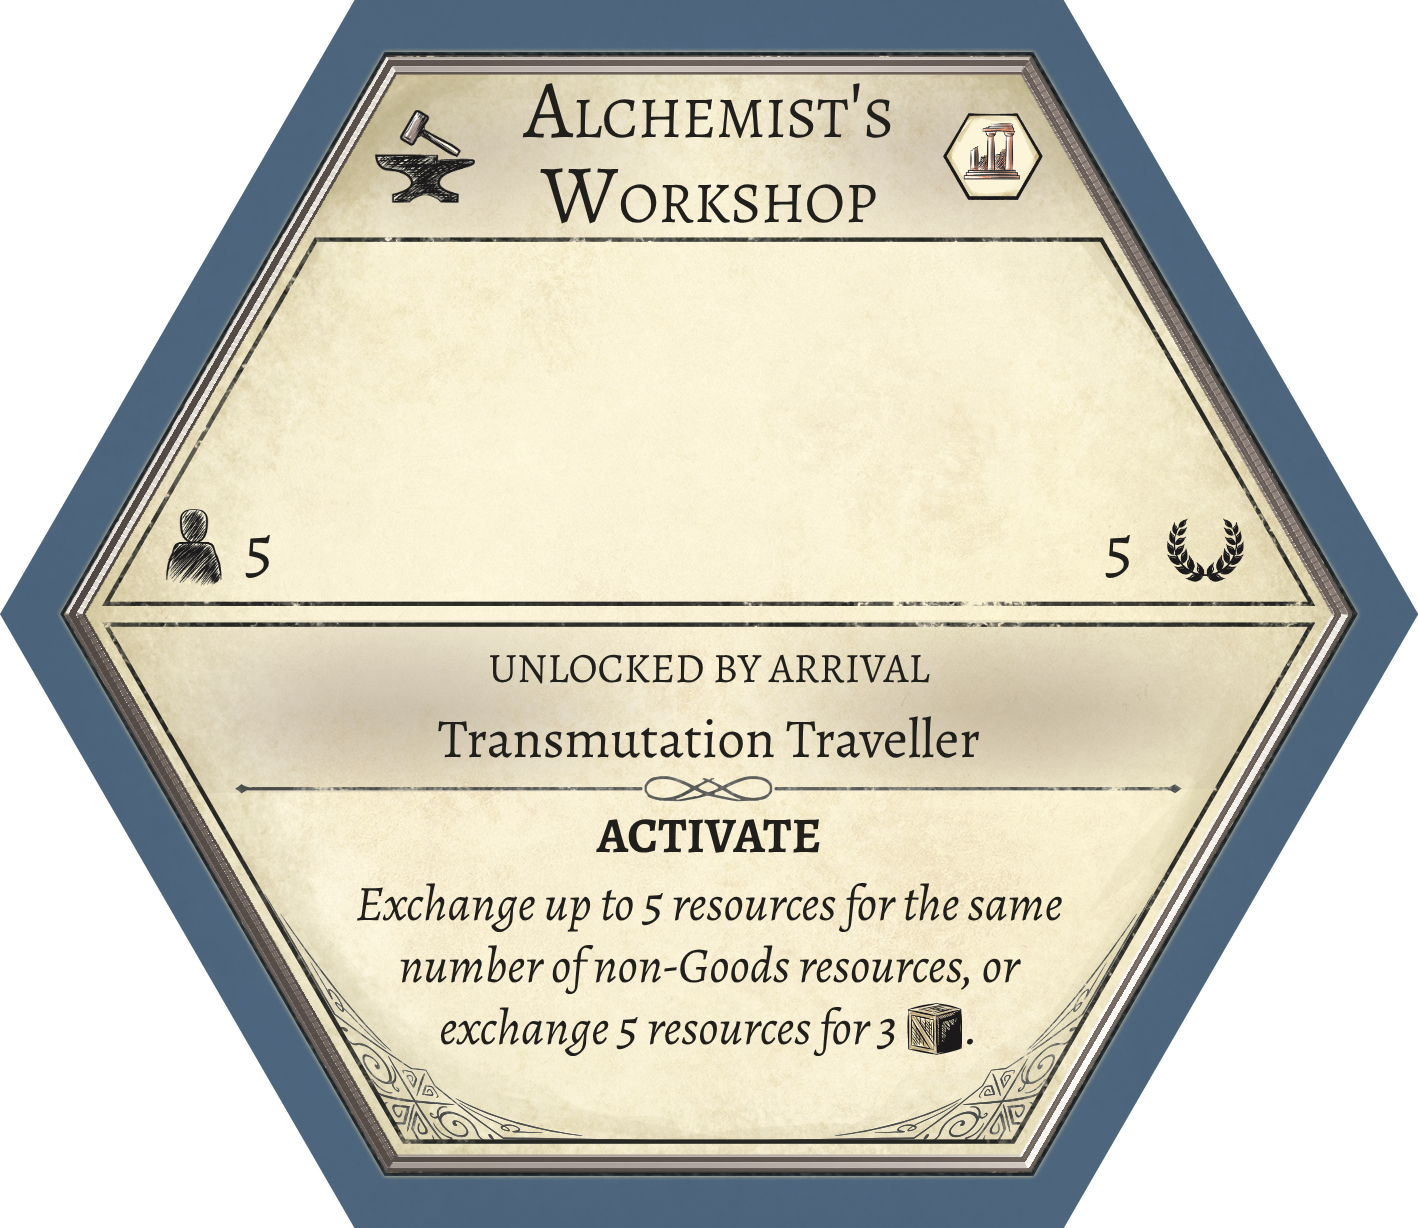 Alchemist's
Workshop
5
5
UNLOCKED BY ARRIVAL
Transmutation Traveller
ACTIVATE
Exchange up to 5 resources for the same
number of non-Goods resources, or
exchange 5 resources for 3 .